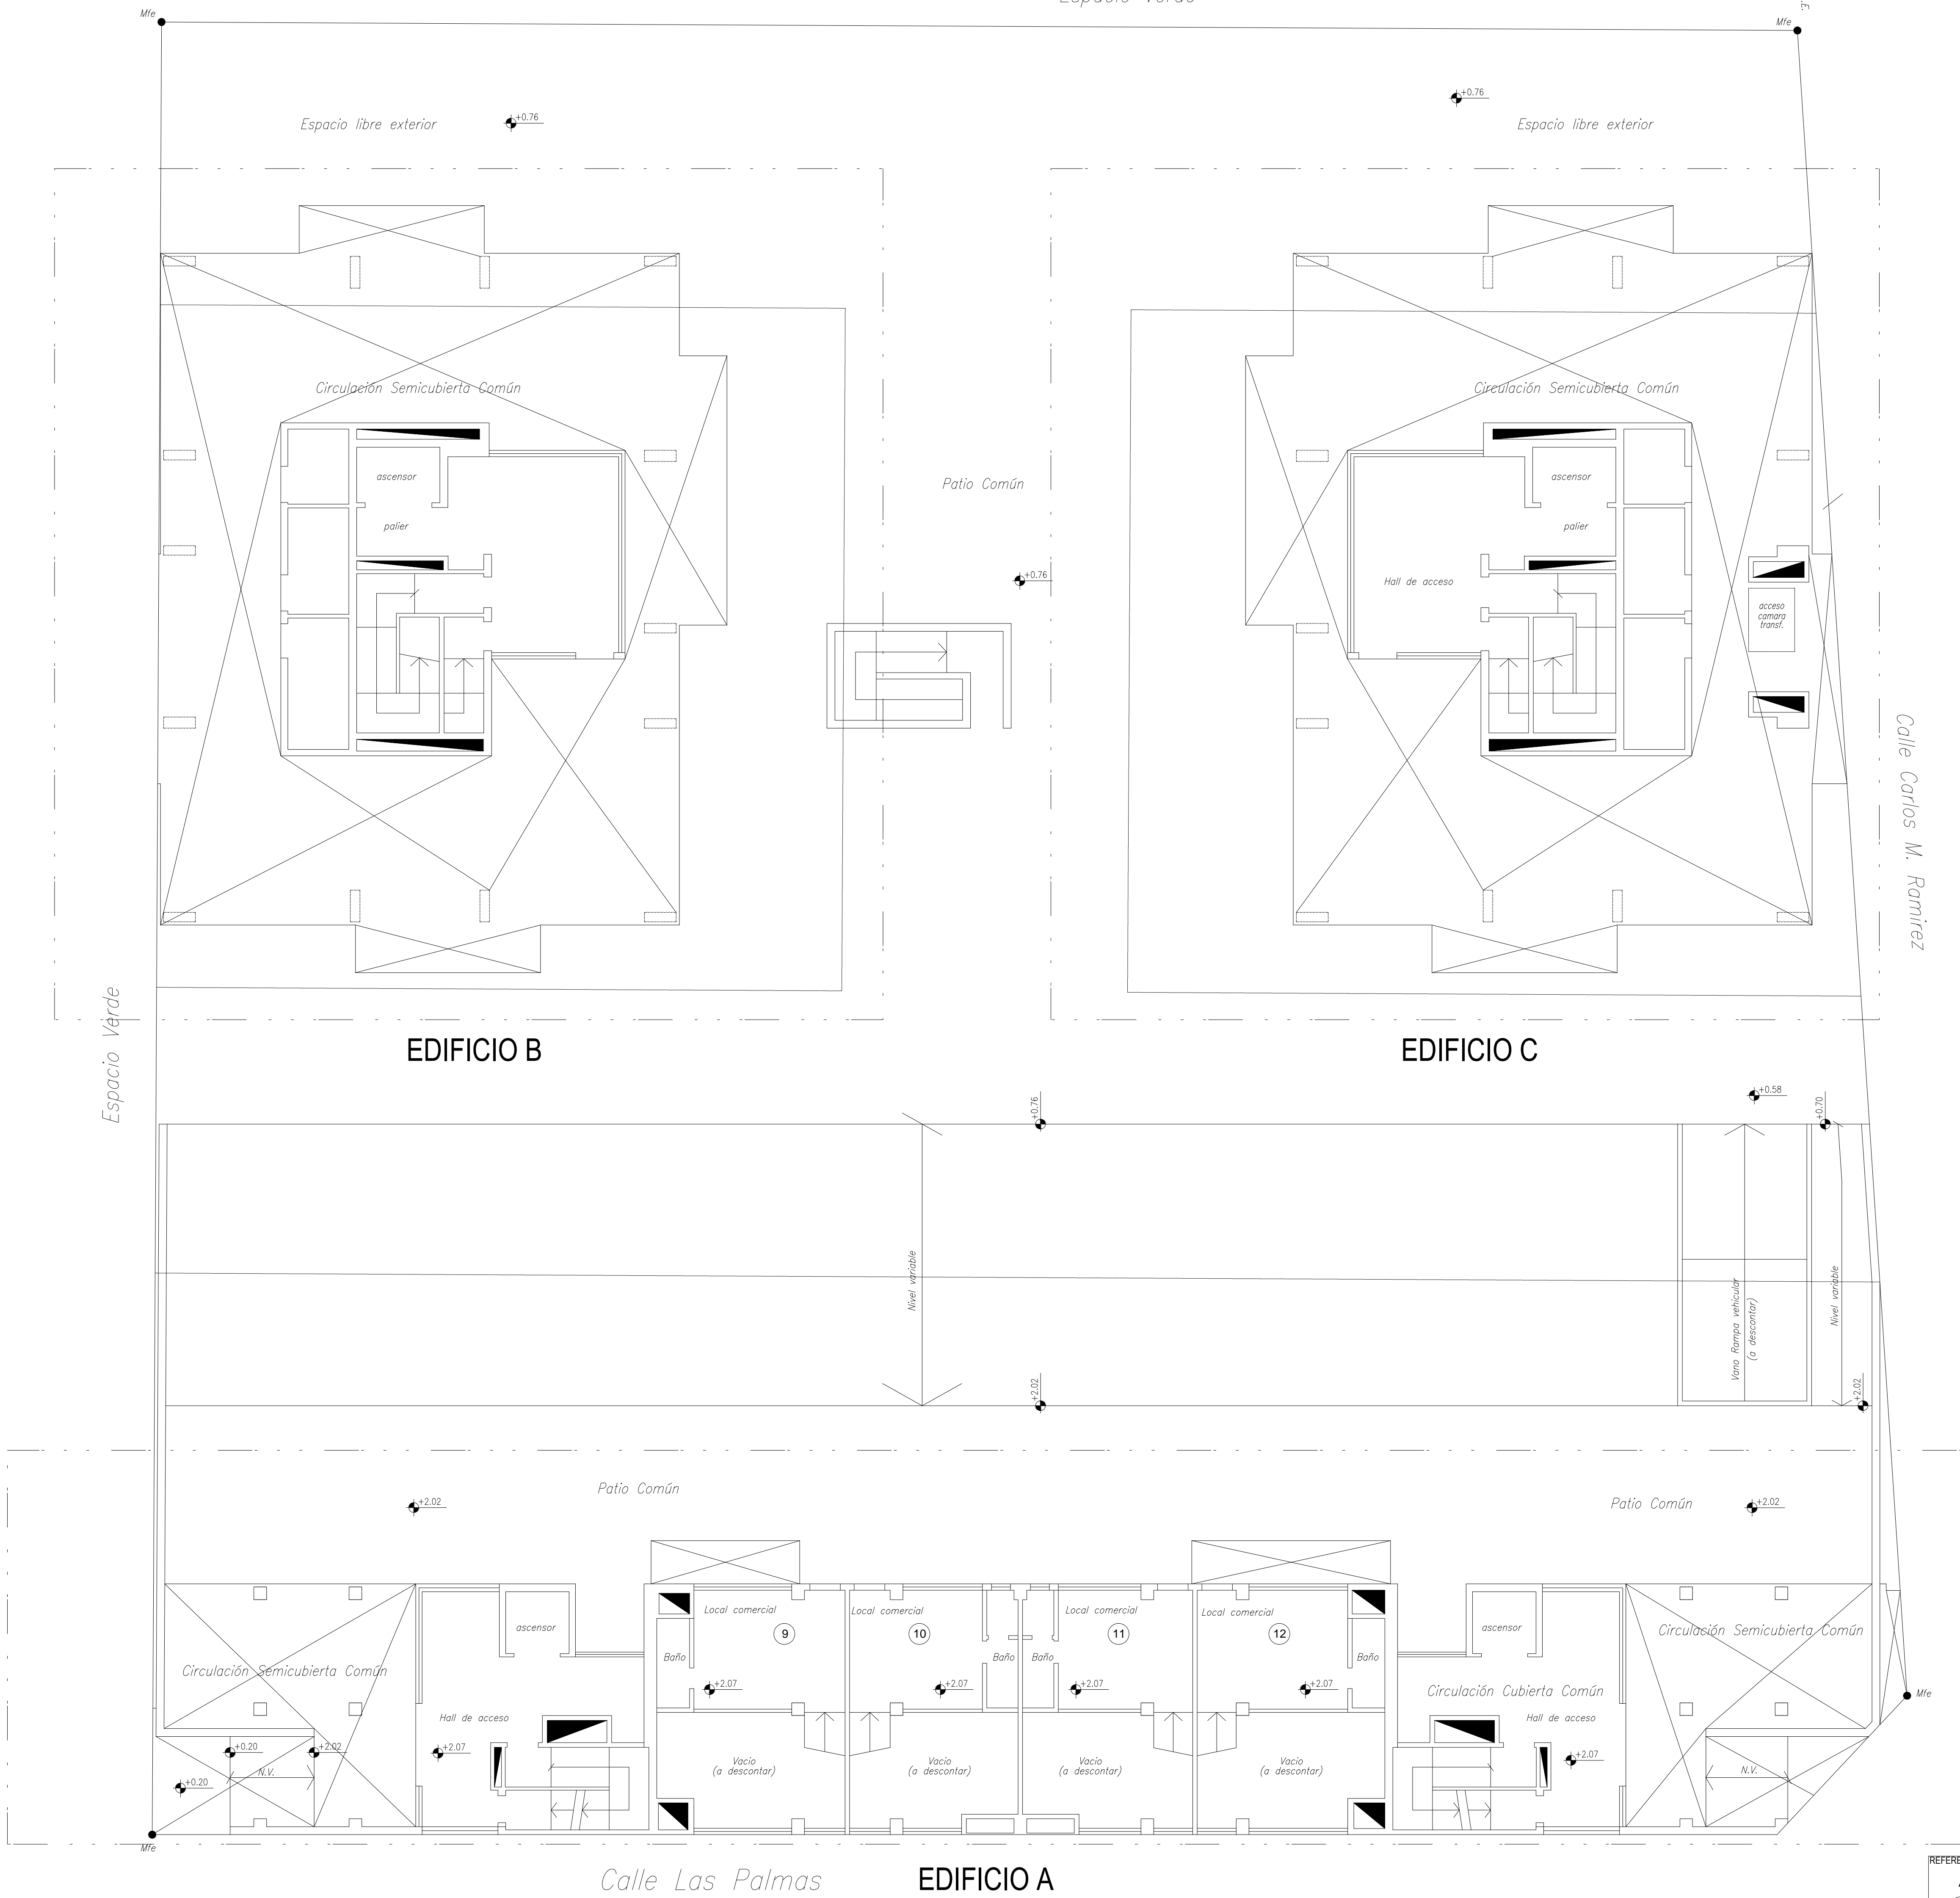 Espacio Verde
Mfe
Mfe
Espacio libre exterior
+0.76
+0.76
Espacio libre exterior
Circulación Semicubierta Común
Circulación Semicubierta Común
ascensor
palier
Patio Común
ascensor
palier
+0.76
Hall de acceso
acceso
camara
transf.
Calle Carlos M. Ramirez
Espacio Verde
EDIFICIO B
EDIFICIO C
+0.76
+0.58
+0.70
Nivel variable
Vano Rampa vehicular
(a descontar)
Nivel variable
+2.02
+2.02
Patio Común
+2.02
Patio Común
+2.02
Local comercial
9
Local comercial
10
Local comercial
11
Local comercial
12
ascensor
ascensor
Circulación Semicubierta Común
Circulación Semicubierta Común
Baño
Baño
Baño
Baño
+2.07
+2.07
+2.07
+2.07
Circulación Cubierta Común
Mfe
Hall de acceso
Hall de acceso
+0.20
+2.02
+2.07
+2.07
N.V.
N.V.
+0.20
Vacio
(a descontar)
Vacio
(a descontar)
Vacio
(a descontar)
Vacio
(a descontar)
Mfe
Calle Las Palmas
EDIFICIO A